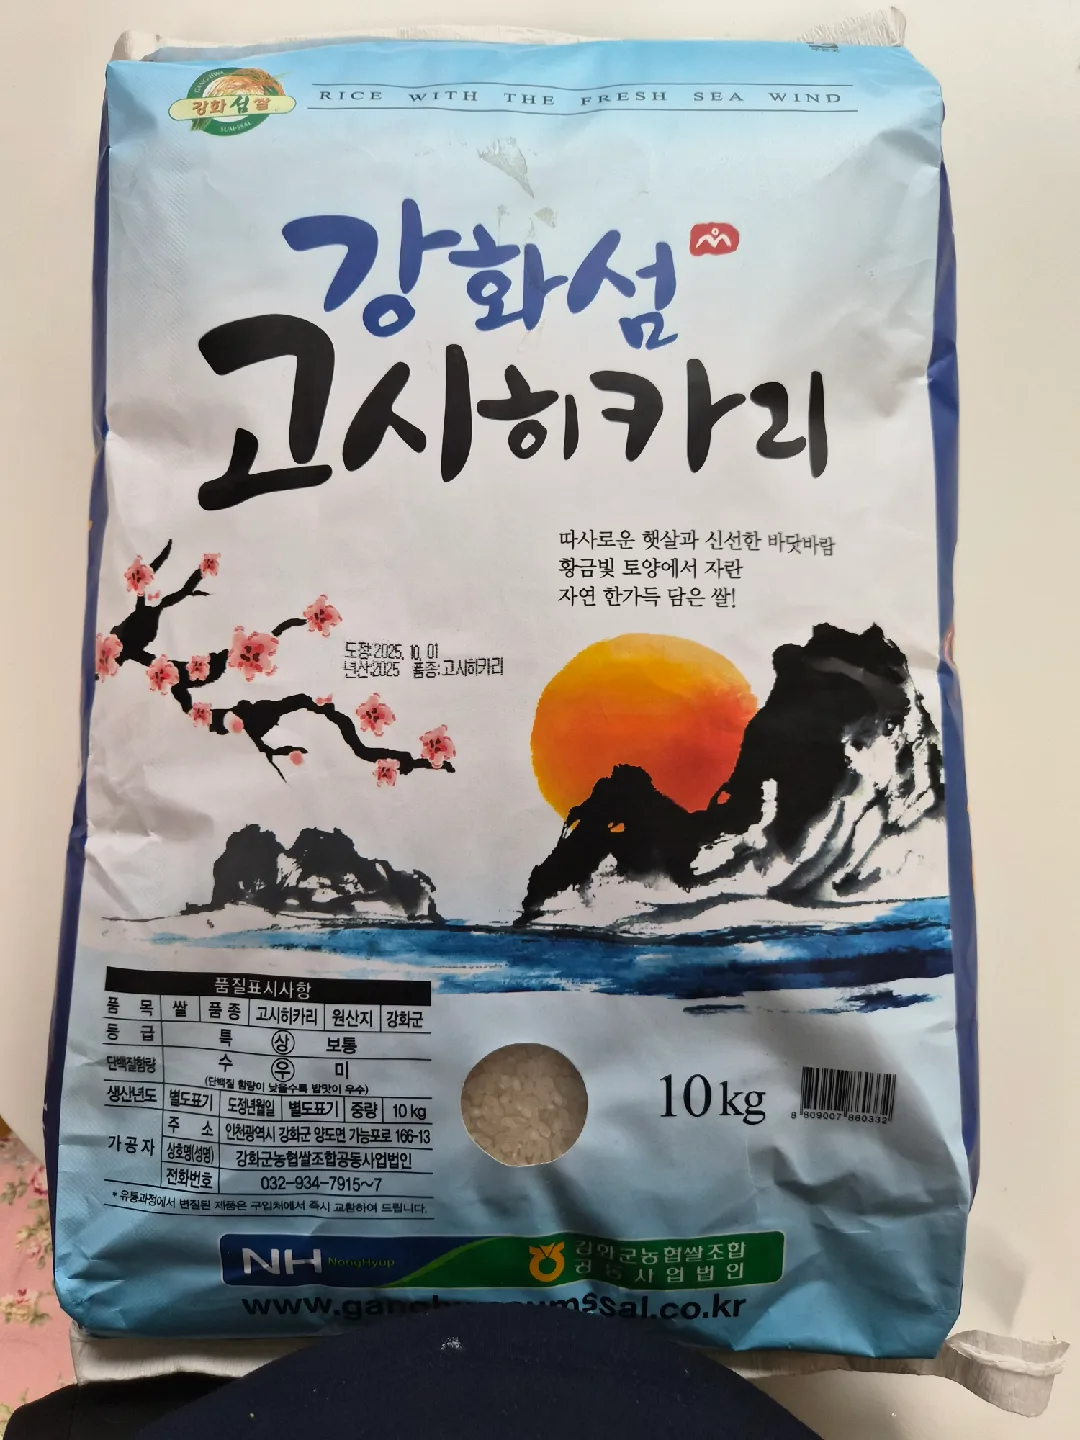 GANGHWA
강화섬쌀
SUM-SSAL
RICE WITH THE FRESH SEA WIND
강화섬
고시히카리
따사로운 햇살과 신선한 바닷바람
황금빛 토양에서 자란
자연 한가득 담은 쌀!
도정:2025. 10. 01
년산:2025 품종:고시히카리
품질표시사항
품 목 쌀 품 종 고시히카리 원산지 강화군
등 급 특 상 보통
단백질함량 수 우 미
(단백질 함량이 낮을수록 밥맛이 우수)
생산년도 별도표기 도정년월일 별도표기 중량 10 kg
가공자 주 소 인천광역시 강화군 양도면 가능포로 166-13
상호명(성명) 강화군농협쌀조합공동사업법인
전화번호 032-934-7915~7
* 유통과정에서 변질된 제품은 구입처에서 즉시 교환하여 드립니다.
10 kg
8 809007 860332
NH NongHyup
강화군농협쌀조합
공동사업법인